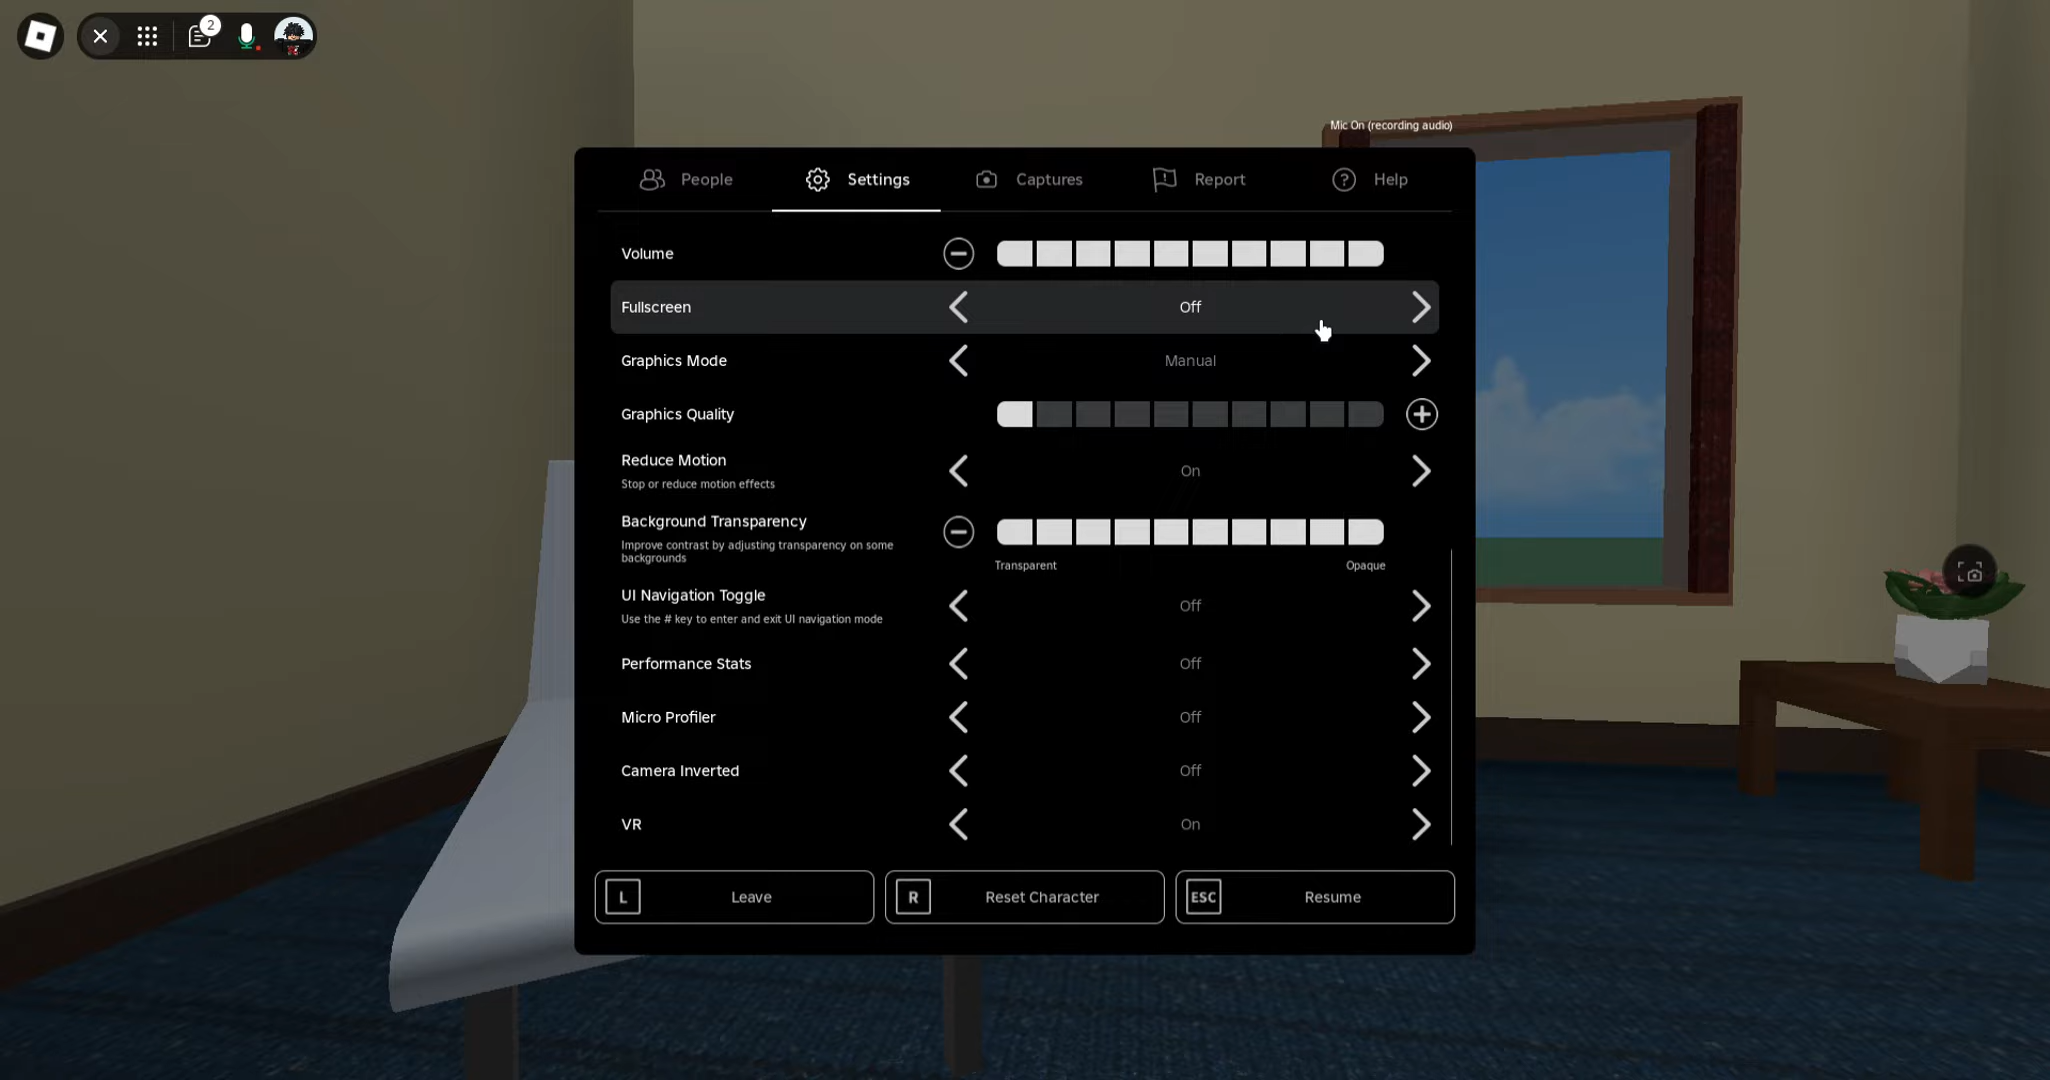 2
Mic On (recording audio)
People Settings Captures Report Help
Volume
Fullscreen Off
Graphics Mode Manual
Graphics Quality
Reduce Motion On
Stop or reduce motion effects
Background Transparency
Improve contrast by adjusting transparency on some
backgrounds
Transparent Opaque
UI Navigation Toggle Off
Use the # key to enter and exit UI navigation mode
Performance Stats Off
Micro Profiler Off
Camera Inverted Off
VR On
L Leave R Reset Character ESC Resume